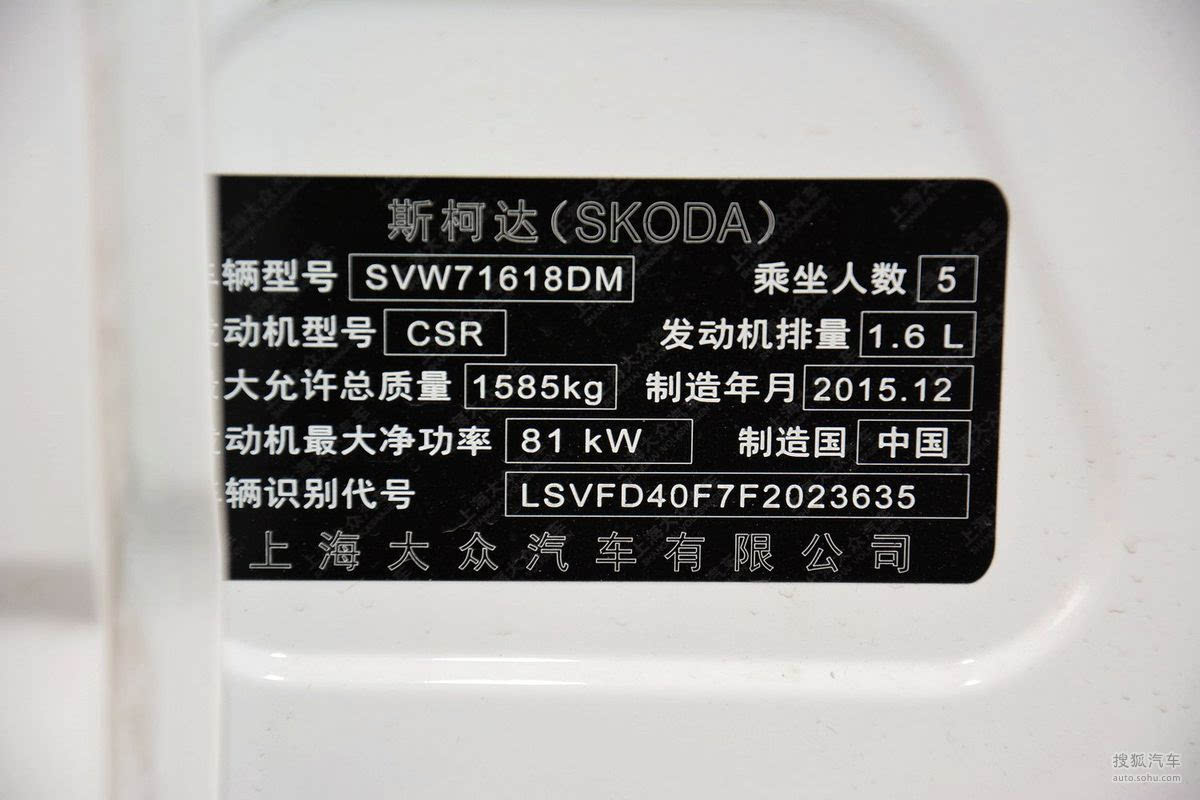 斯柯达(SKODA)
辆型号 SVW71618DM 乘坐人数 5
动机型号 CSR 发动机排量 1.6 L
大允许总质量 1585kg 制造年月 2015.12
动机最大净功率 81 kW 制造国 中国
辆识别代号 LSVFD40F7F2023635
上海大众汽车有限公司
搜狐汽车
auto.sohu.com